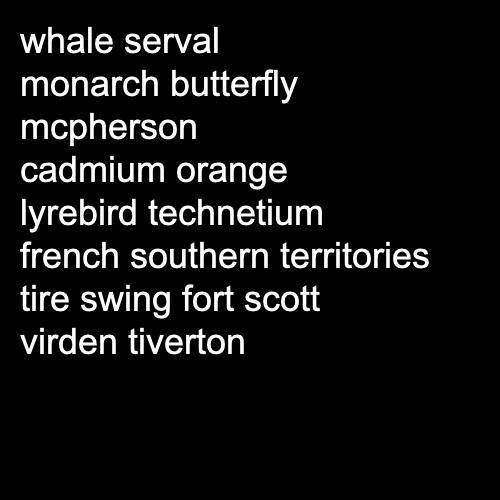 whale serval
monarch butterfly
mcpherson
cadmium orange
lyrebird technetium
french southern territories
tire swing fort scott
virden tiverton